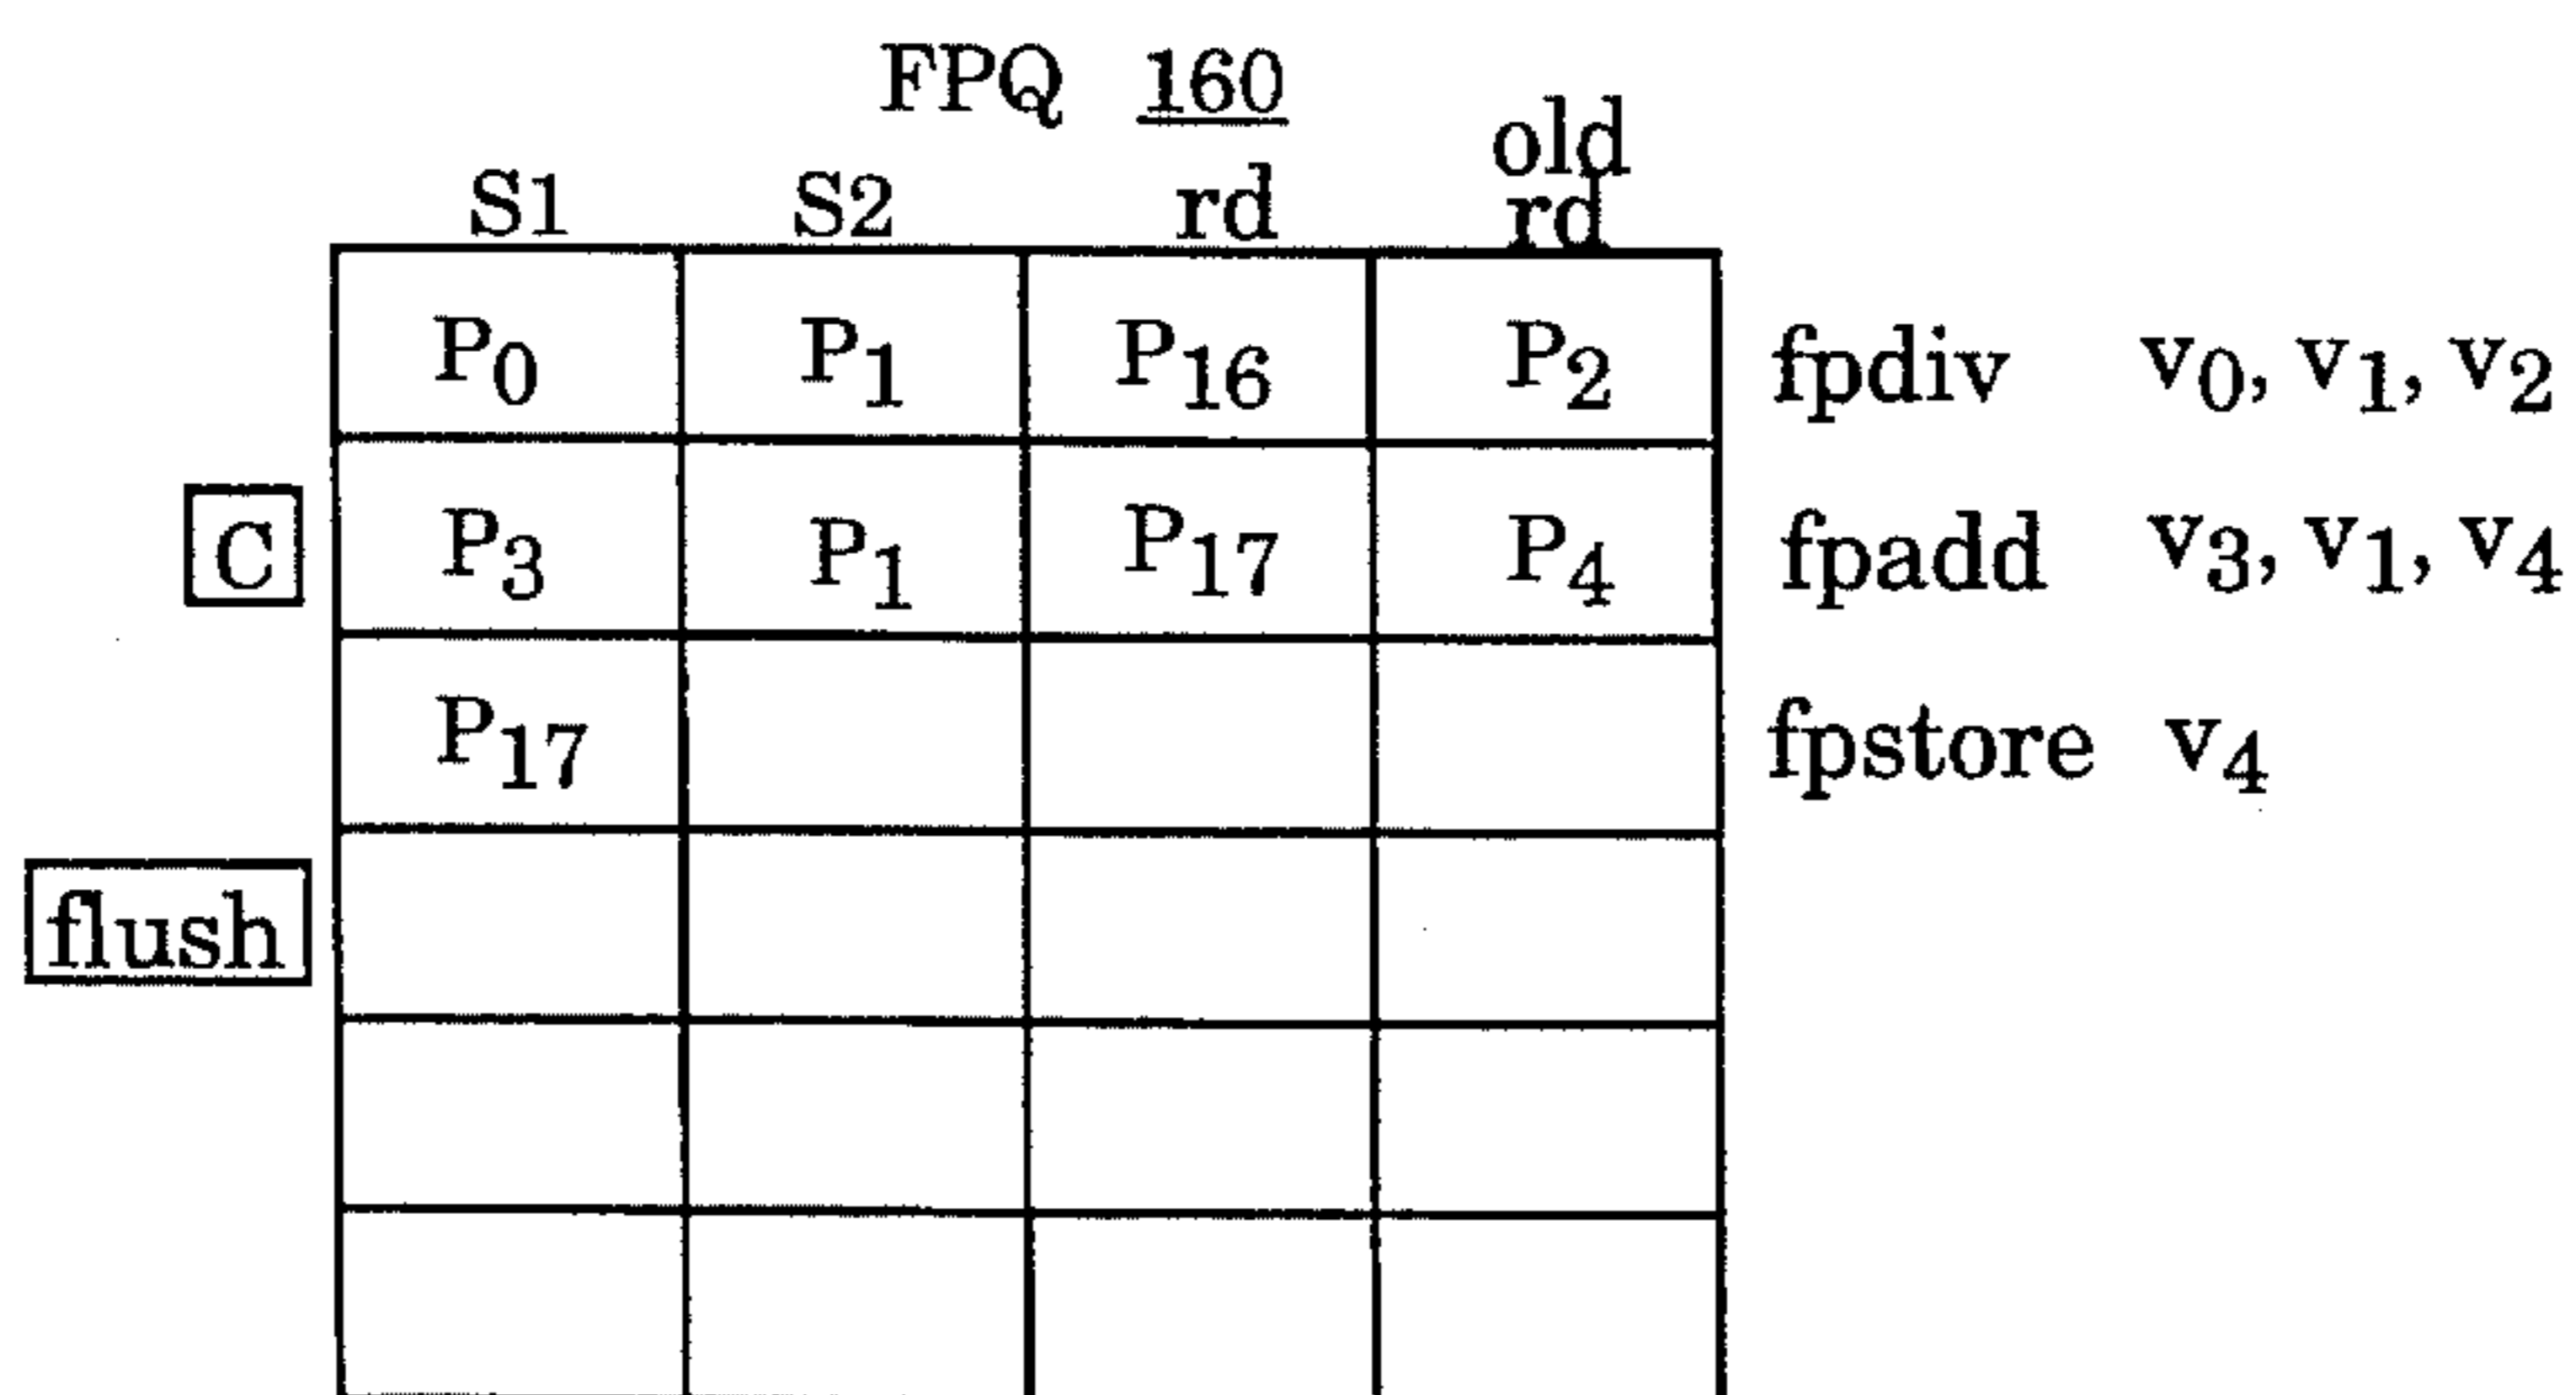 FPQ 160
S1 S2 rd old rd
P0 P1 P16 P2 fpdiv v0, v1, v2
C P3 P1 P17 P4 fpadd v3, v1, v4
P17 fpstore v4
flush